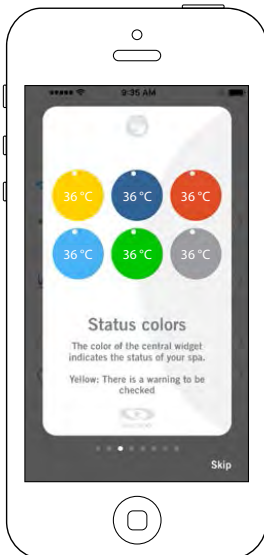 9:35 AM
36 °C 36 °C 36 °C
36 °C 36 °C 36 °C
Status colors
The color of the central widget
indicates the status of your spa.
Yellow: There is a warning to be
checked
Skip